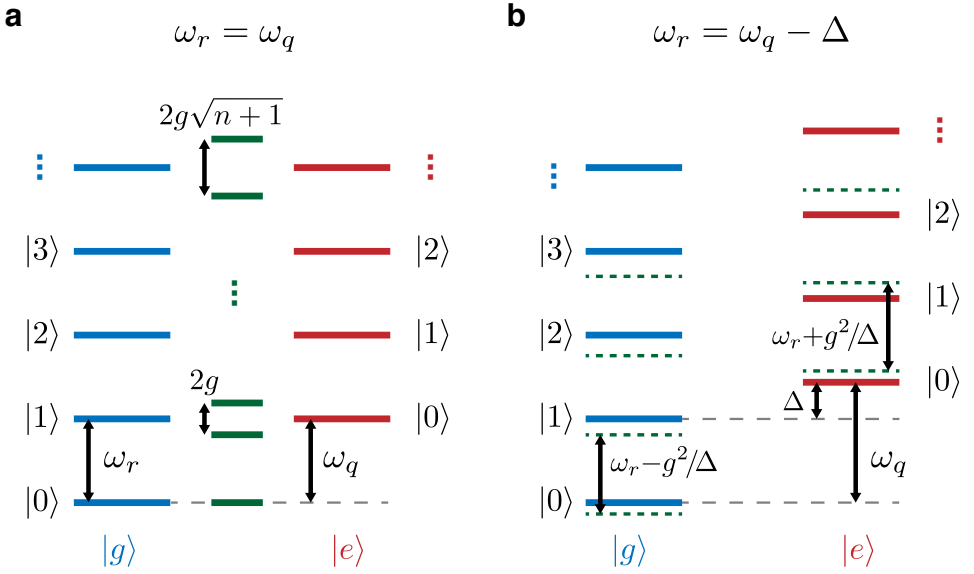 a
ω_r = ω_q
2g√(n + 1)
|3⟩
|2⟩
|2⟩
|1⟩
2g
|1⟩
|0⟩
ω_r
ω_q
|0⟩
|g⟩
|e⟩
b
ω_r = ω_q − Δ
|2⟩
|3⟩
|1⟩
|2⟩
ω_r+g²/Δ
|0⟩
Δ
|1⟩
ω_r−g²/Δ
ω_q
|0⟩
|g⟩
|e⟩